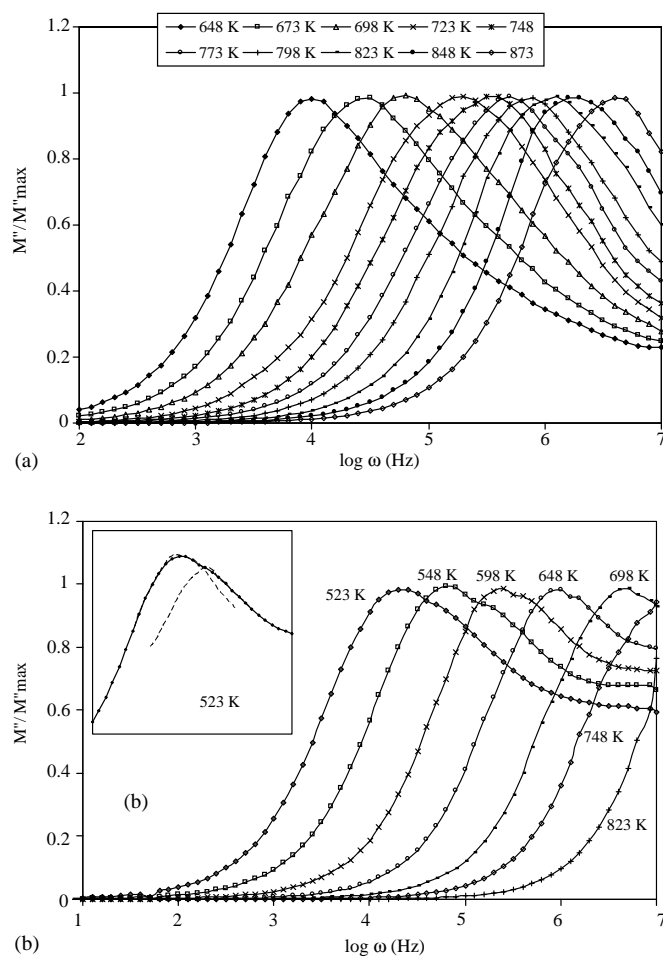 648 K 673 K 698 K 723 K 748
773 K 798 K 823 K 848 K 873
1.2
1
0.8
0.6
0.4
0.2
0
M"/M"max
2 3 4 5 6 7
log ω (Hz)
(a)
1.2
1
0.8
0.6
0.4
0.2
0
M"/ M"max
523 K
(b)
523 K
548 K
598 K
648 K
698 K
748 K
823 K
1 2 3 4 5 6 7
log ω (Hz)
(b)